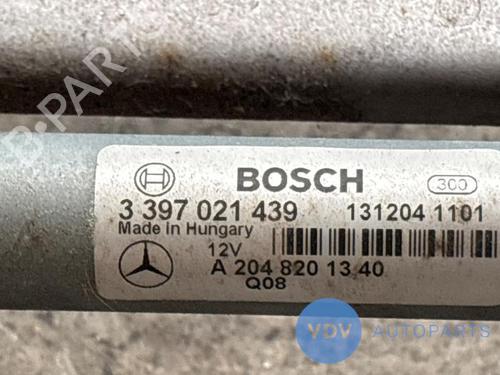 BOSCH 300
3 397 021 439 131204 1101
Made in Hungary
12V
A 204 820 13 40
Q08
YDV AUTOPARTS